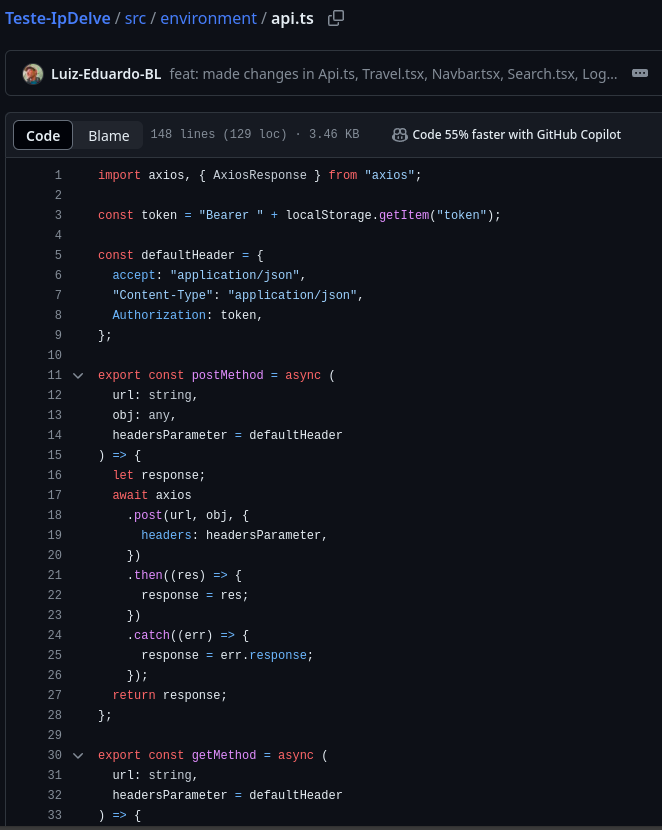 Teste-IpDelve / src / environment / api.ts
Luiz-Eduardo-BL feat: made changes in Api.ts, Travel.tsx, Navbar.tsx, Search.tsx, Log...
Code Blame 148 lines (129 loc) · 3.46 KB Code 55% faster with GitHub Copilot
1 import axios, { AxiosResponse } from "axios";
2
3 const token = "Bearer " + localStorage.getItem("token");
4
5 const defaultHeader = {
6 accept: "application/json",
7 "Content-Type": "application/json",
8 Authorization: token,
9 };
10
11 export const postMethod = async (
12 url: string,
13 obj: any,
14 headersParameter = defaultHeader
15 ) => {
16 let response;
17 await axios
18 .post(url, obj, {
19 headers: headersParameter,
20 })
21 .then((res) => {
22 response = res;
23 })
24 .catch((err) => {
25 response = err.response;
26 });
27 return response;
28 };
29
30 export const getMethod = async (
31 url: string,
32 headersParameter = defaultHeader
33 ) => {